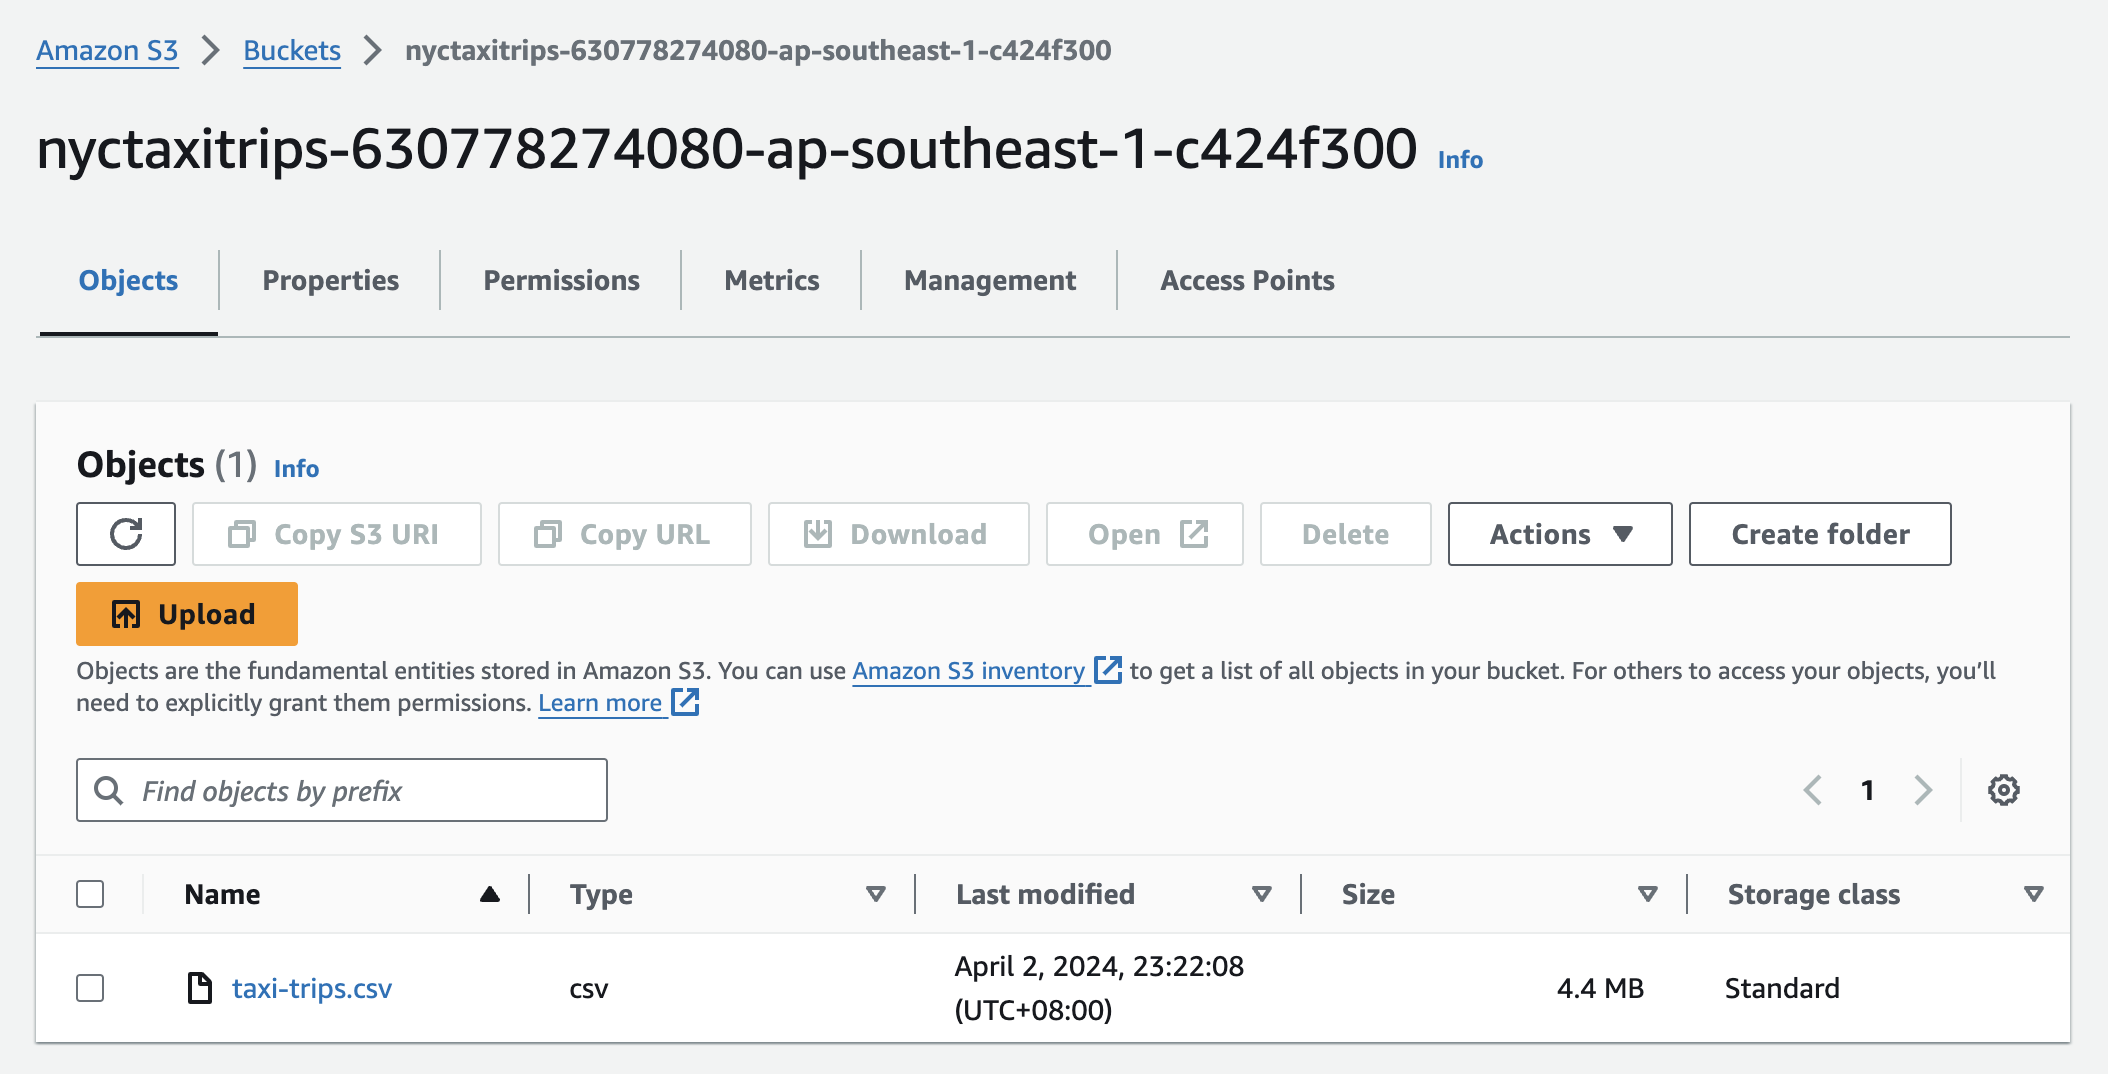 Amazon S3 > Buckets > nyctaxitrips-630778274080-ap-southeast-1-c424f300
nyctaxitrips-630778274080-ap-southeast-1-c424f300 Info
Objects Properties Permissions Metrics Management Access Points
Objects (1) Info
Copy S3 URI Copy URL Download Open Delete Actions Create folder
Upload
Objects are the fundamental entities stored in Amazon S3. You can use Amazon S3 inventory to get a list of all objects in your bucket. For others to access your objects, you’ll
need to explicitly grant them permissions. Learn more
Find objects by prefix 1
Name Type Last modified Size Storage class
taxi-trips.csv csv April 2, 2024, 23:22:08 4.4 MB Standard
(UTC+08:00)